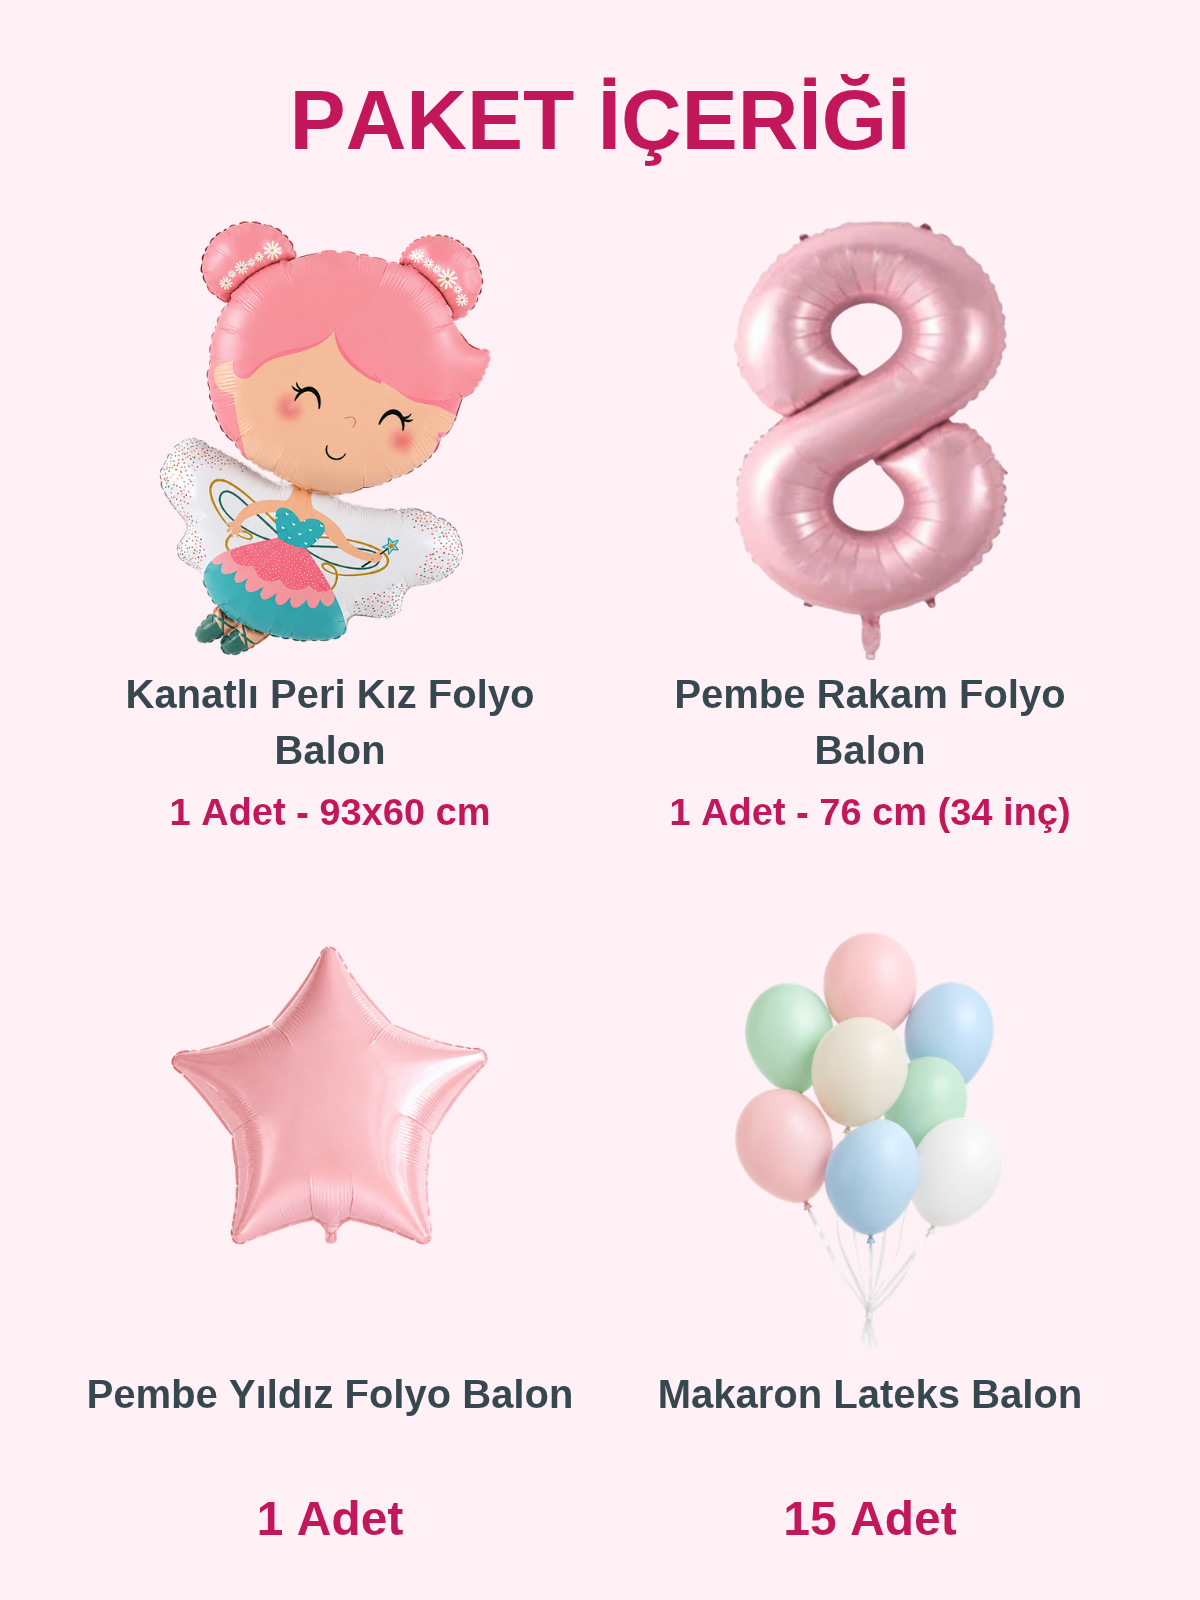 PAKET İÇERİĞİ
Kanatlı Peri Kız Folyo
Balon
1 Adet - 93x60 cm
Pembe Rakam Folyo
Balon
1 Adet - 76 cm (34 inç)
Pembe Yıldız Folyo Balon
1 Adet
Makaron Lateks Balon
15 Adet